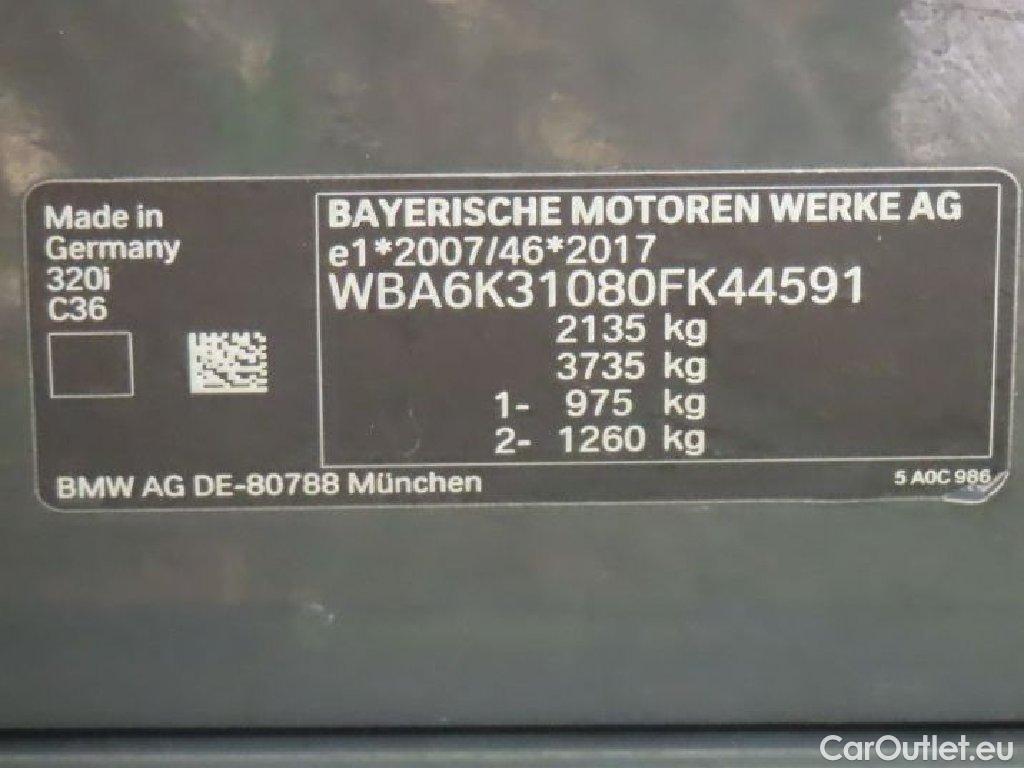 Made in
Germany
320i
C36
BAYERISCHE MOTOREN WERKE AG
e1*2007/46*2017
WBA6K31080FK44591
2135 kg
3735 kg
1- 975 kg
2- 1260 kg
BMW AG DE-80788 München
5 A0C 986
CarOutlet.eu